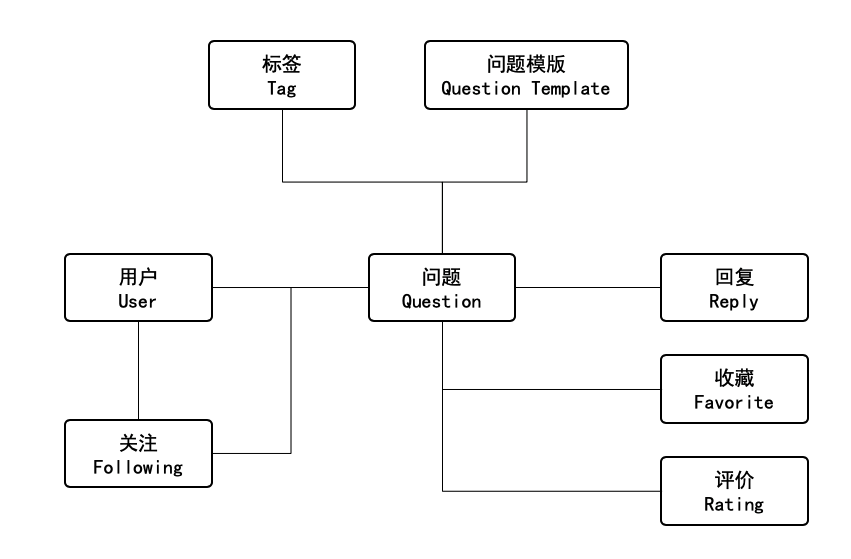 标签
Tag
问题模版
Question Template
用户
User
问题
Question
回复
Reply
收藏
Favorite
关注
Following
评价
Rating